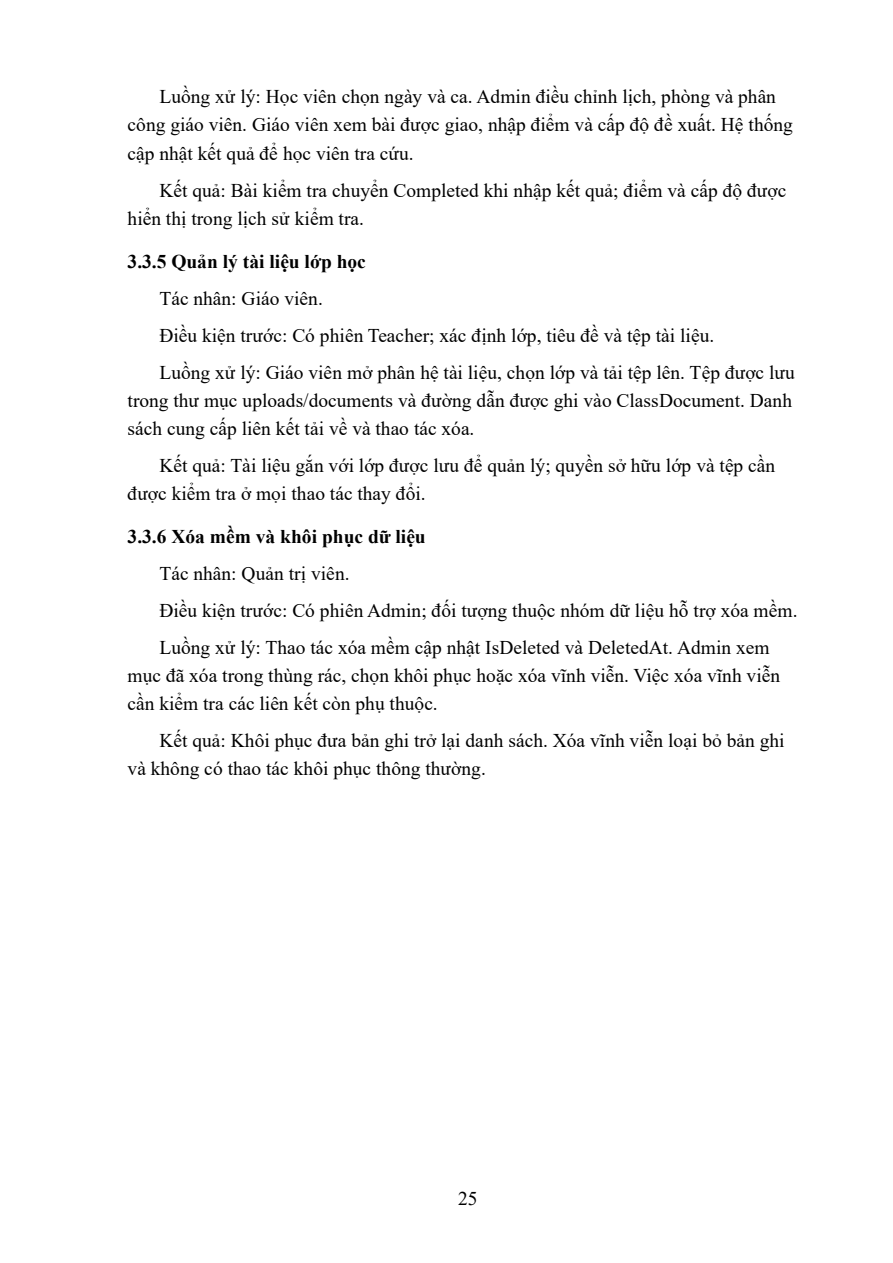 Luồng xử lý: Học viên chọn ngày và ca. Admin điều chỉnh lịch, phòng và phân
công giáo viên. Giáo viên xem bài được giao, nhập điểm và cấp độ đề xuất. Hệ thống
cập nhật kết quả để học viên tra cứu.
Kết quả: Bài kiểm tra chuyển Completed khi nhập kết quả; điểm và cấp độ được
hiển thị trong lịch sử kiểm tra.
3.3.5 Quản lý tài liệu lớp học
Tác nhân: Giáo viên.
Điều kiện trước: Có phiên Teacher; xác định lớp, tiêu đề và tệp tài liệu.
Luồng xử lý: Giáo viên mở phân hệ tài liệu, chọn lớp và tải tệp lên. Tệp được lưu
trong thư mục uploads/documents và đường dẫn được ghi vào ClassDocument. Danh
sách cung cấp liên kết tải về và thao tác xóa.
Kết quả: Tài liệu gắn với lớp được lưu để quản lý; quyền sở hữu lớp và tệp cần
được kiểm tra ở mọi thao tác thay đổi.
3.3.6 Xóa mềm và khôi phục dữ liệu
Tác nhân: Quản trị viên.
Điều kiện trước: Có phiên Admin; đối tượng thuộc nhóm dữ liệu hỗ trợ xóa mềm.
Luồng xử lý: Thao tác xóa mềm cập nhật IsDeleted và DeletedAt. Admin xem
mục đã xóa trong thùng rác, chọn khôi phục hoặc xóa vĩnh viễn. Việc xóa vĩnh viễn
cần kiểm tra các liên kết còn phụ thuộc.
Kết quả: Khôi phục đưa bản ghi trở lại danh sách. Xóa vĩnh viễn loại bỏ bản ghi
và không có thao tác khôi phục thông thường.
25